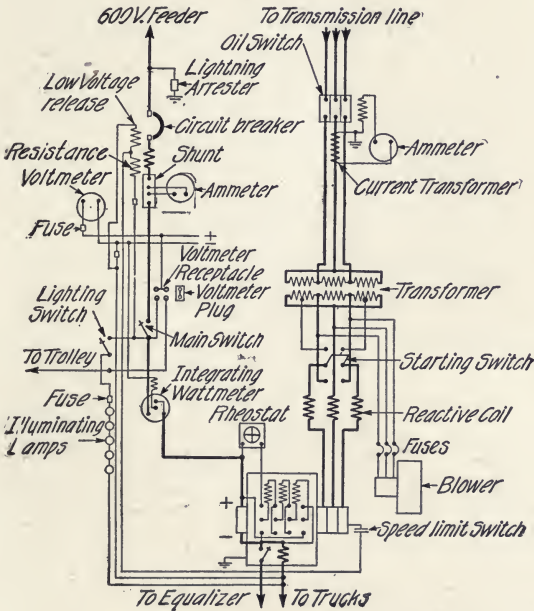 600V. Feeder
To Transmission line
Oil Switch
Lightning
Arrester
Low Voltage
release
Circuit breaker
Resistance
Shunt
Voltmeter
Ammeter
Ammeter
Current Transformer
Fuse
+
-
Voltmeter
Receptacle
Voltmeter
Plug
Transformer
Lighting
Switch
Main Switch
To Trolley
Starting Switch
Integrating
Wattmeter
Fuse
Rheostat
Reactive Coil
Illuminating
Lamps
Fuses
Blower
+
-
Speed limit Switch
To Equalizer
To Trucks